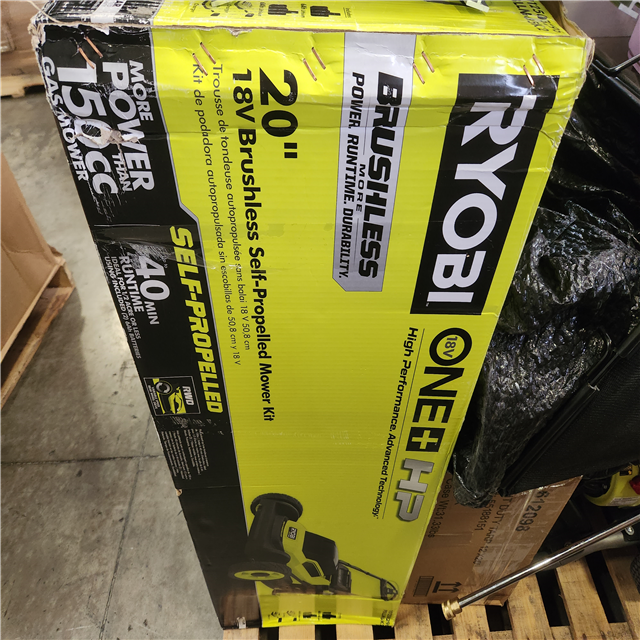 RYOBI
18V ONE+ HP
High Performance. Advanced Technology.
BRUSHLESS
MORE
POWER. RUNTIME. DURABILITY.
20"
18V Brushless Self-Propelled Mower Kit
Trousse de tondeuse autopropulsée sans balai 18 V 50,8 cm
Kit de podadora autopropulsada sin escobillas de 50,8 cm y 18 V
MORE
POWER
THAN
150CC
GAS MOWER
SELF-PROPELLED
40 MIN
RUNTIME
RWD